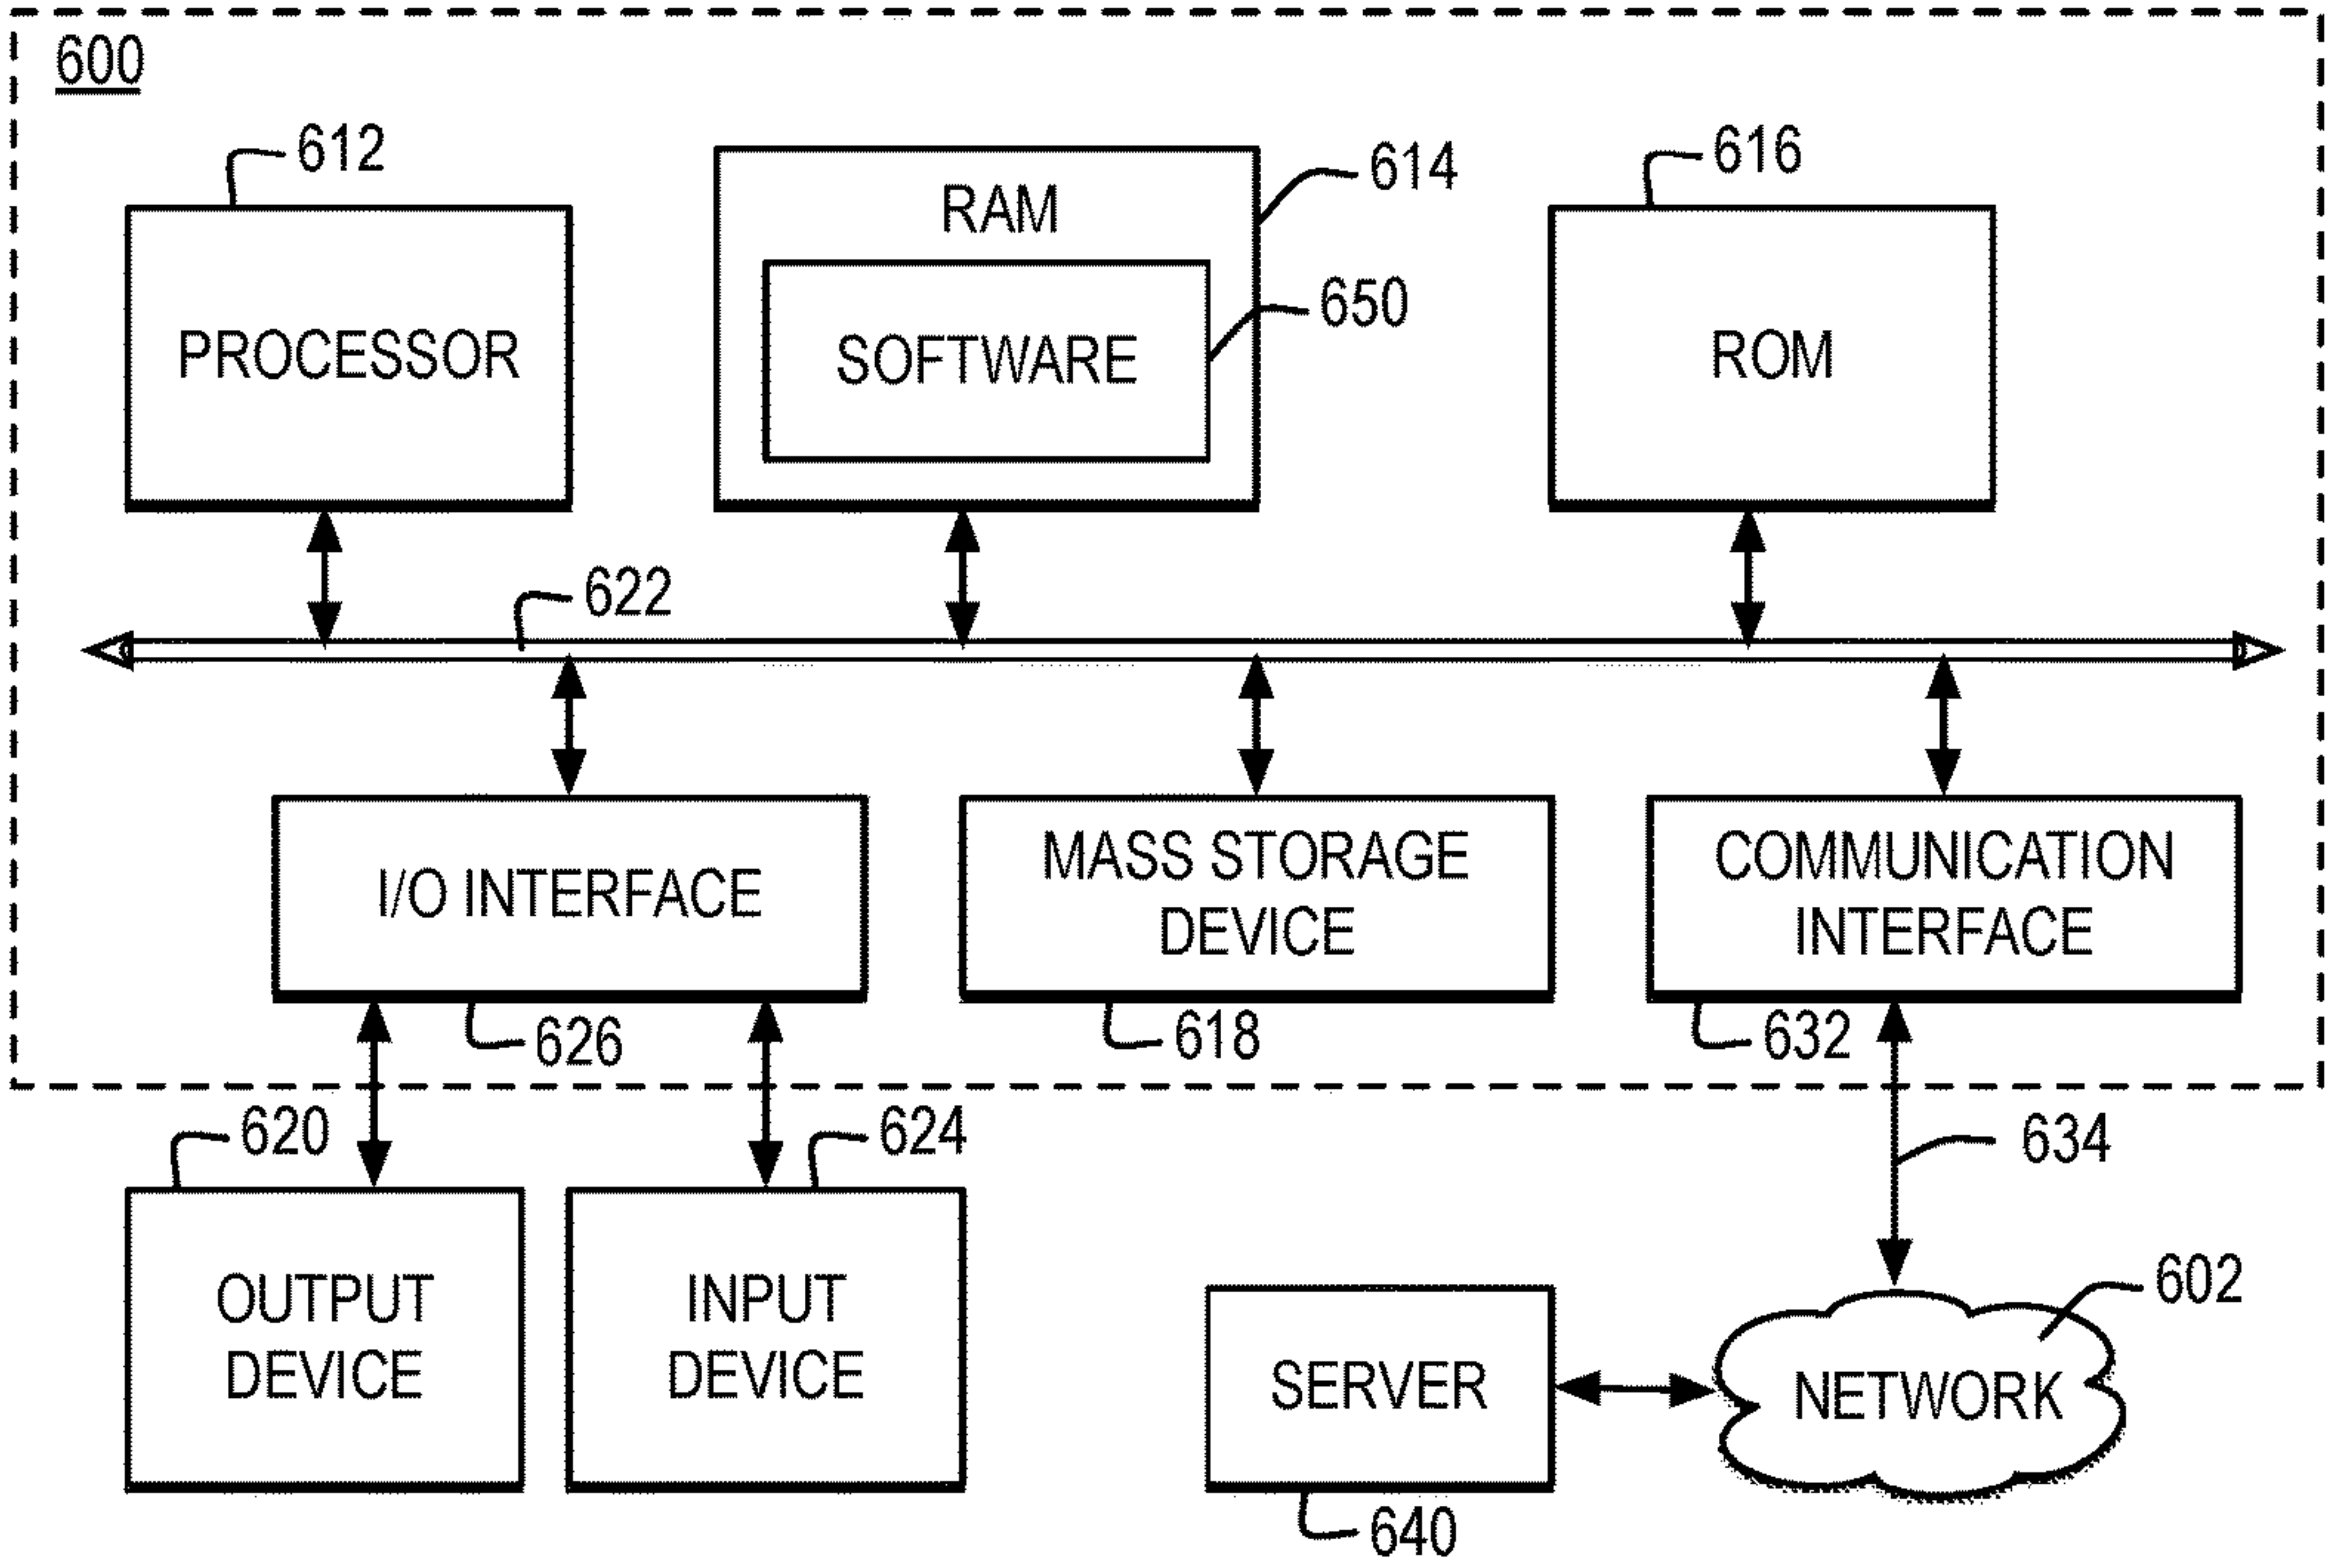 600
612
614
616
RAM
650
PROCESSOR
SOFTWARE
ROM
622
I/O INTERFACE
MASS STORAGE
DEVICE
COMMUNICATION
INTERFACE
626
618
632
620
624
634
OUTPUT
DEVICE
INPUT
DEVICE
602
SERVER
NETWORK
640